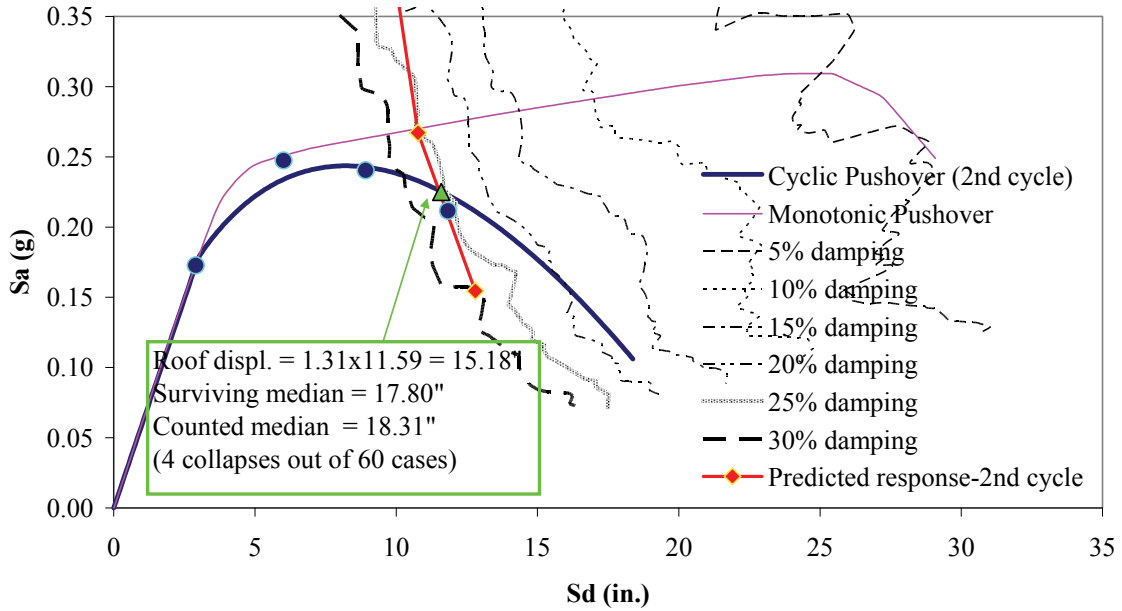 0.35
0.30
0.25
0.20
0.15
0.10
0.05
0.00
Sa (g)
0
5
10
15
20
25
30
35
Sd (in.)
Roof displ. = 1.31x11.59 = 15.18"
Surviving median = 17.80"
Counted median = 18.31"
(4 collapses out of 60 cases)
Cyclic Pushover (2nd cycle)
Monotonic Pushover
5% damping
10% damping
15% damping
20% damping
25% damping
30% damping
Predicted response-2nd cycle